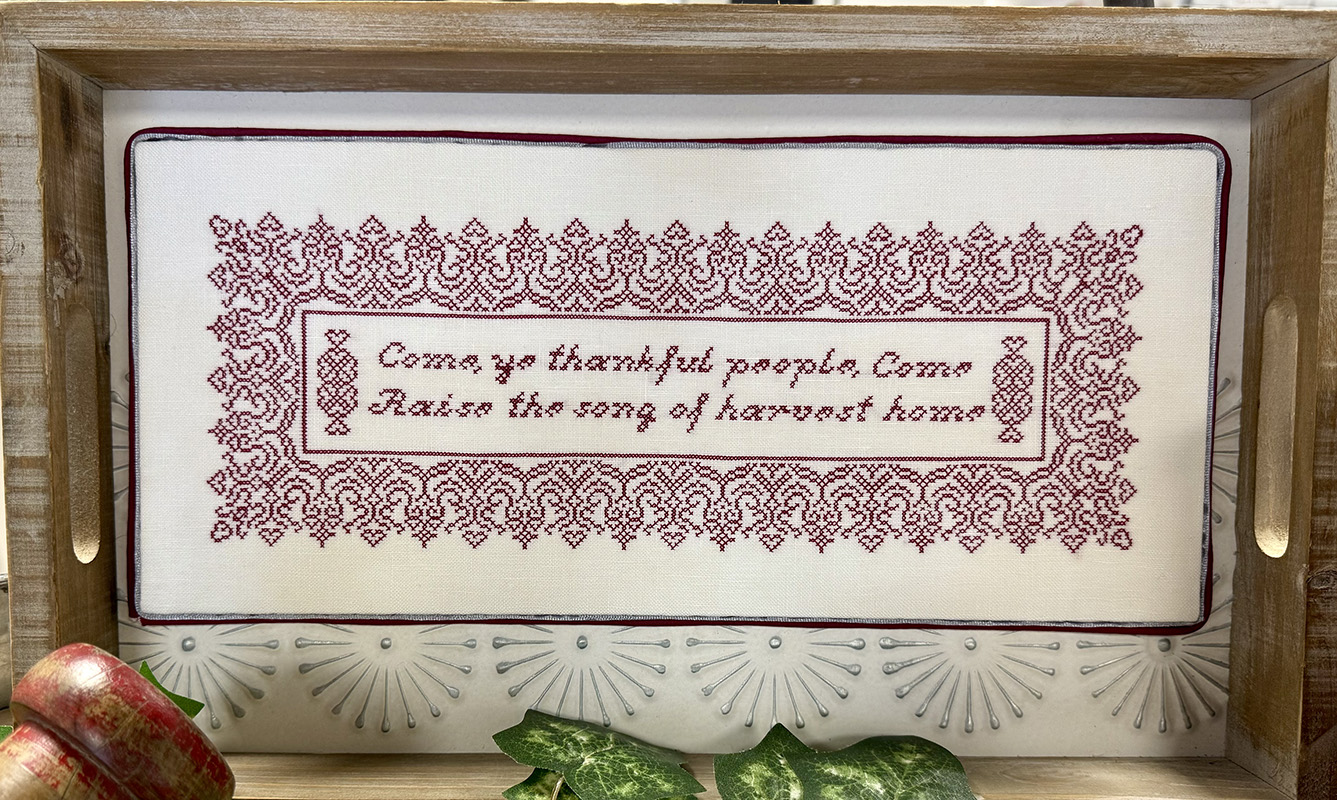 Come, ye thankful people, Come
Raise the song of harvest home